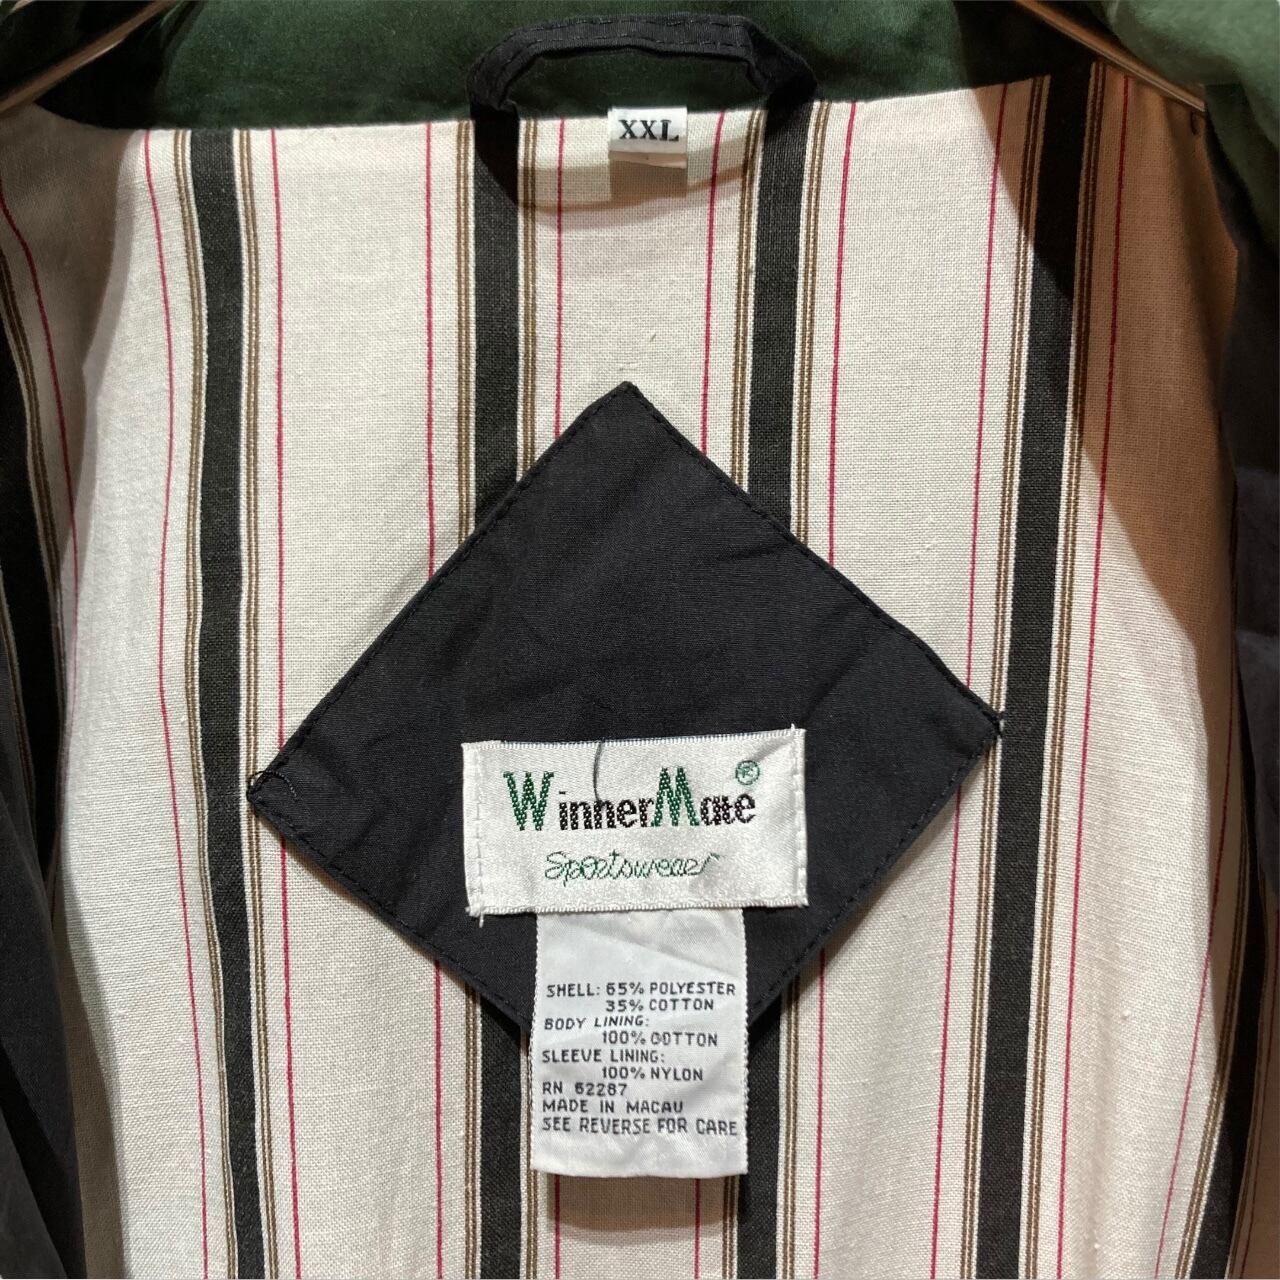 XXL
WinnerMate®
Sportswear
SHELL: 65% POLYESTER
35% COTTON
BODY LINING:
100% COTTON
SLEEVE LINING:
100% NYLON
RN 62287
MADE IN MACAU
SEE REVERSE FOR CARE